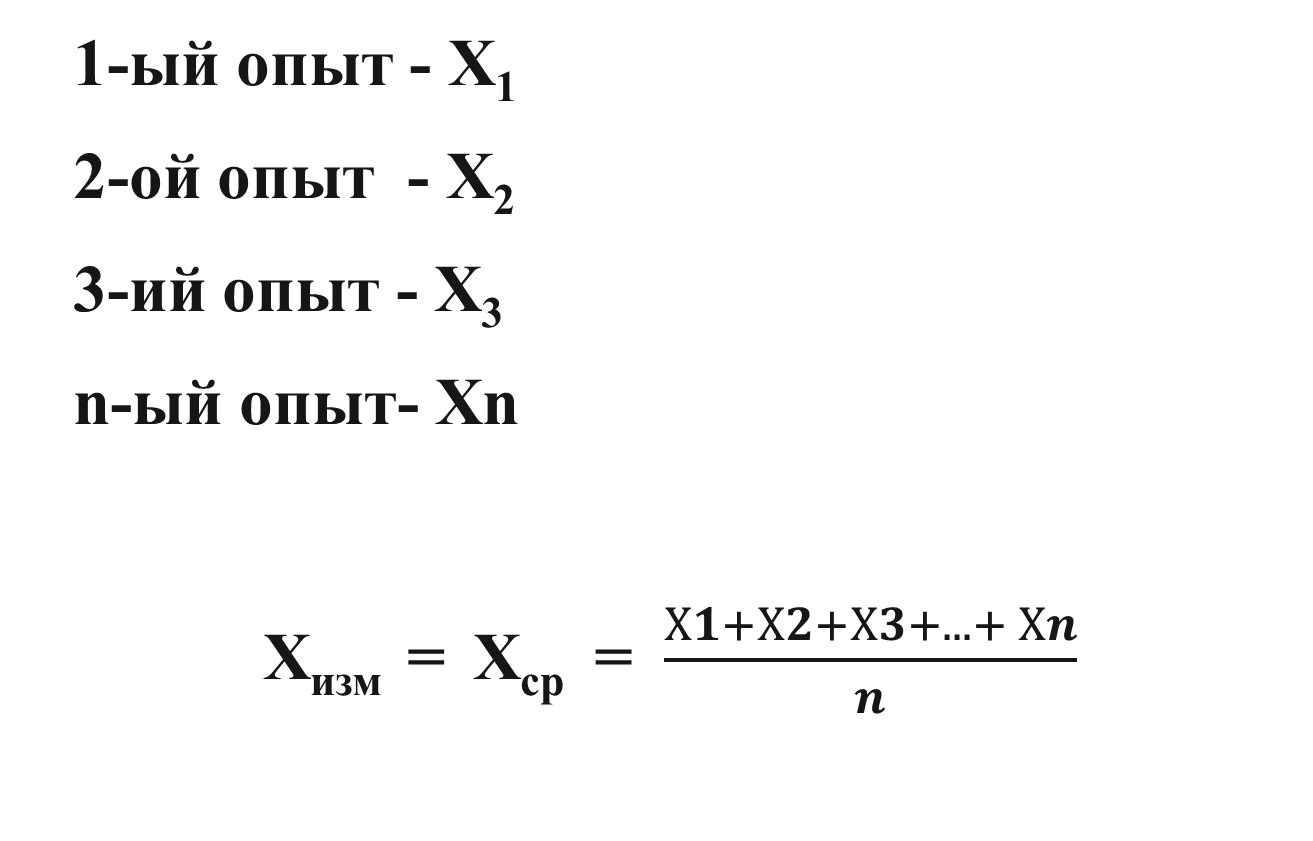 1-ый опыт - X₁
2-ой опыт - X₂
3-ий опыт - X₃
n-ый опыт- Xn
Xизм = Xср = X1+X2+X3+...+ Xn
n